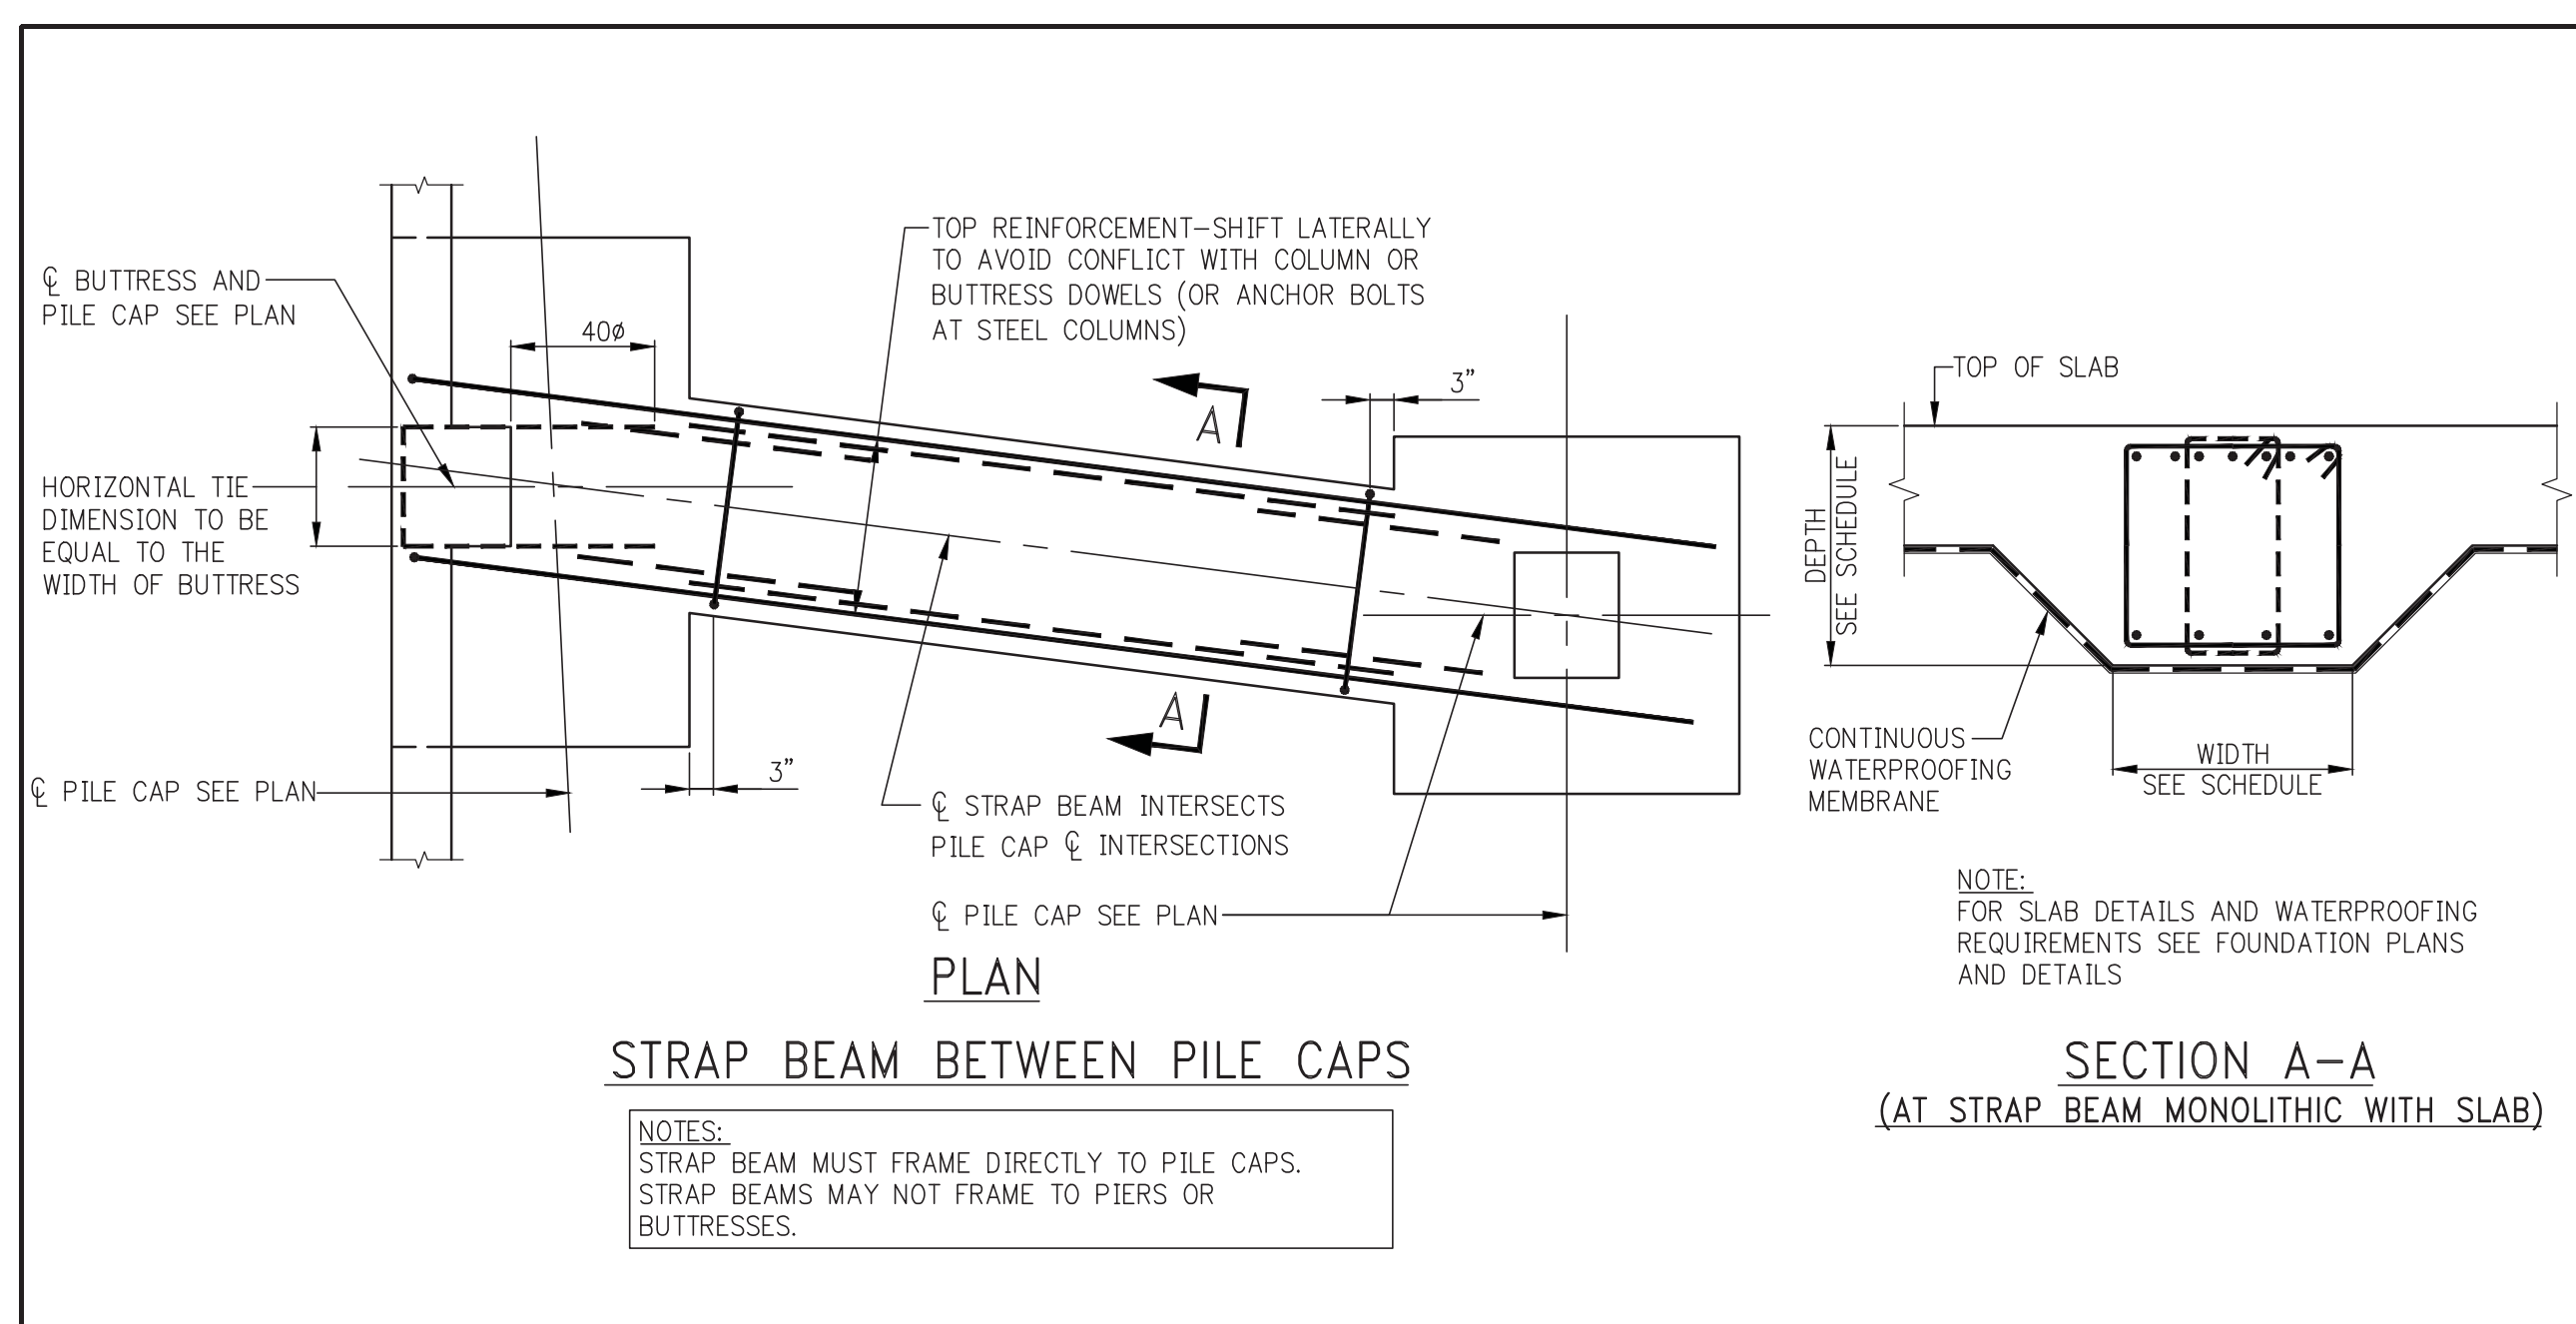 ℄ BUTTRESS AND
PILE CAP SEE PLAN
40ø
HORIZONTAL TIE
DIMENSION TO BE
EQUAL TO THE
WIDTH OF BUTTRESS
℄ PILE CAP SEE PLAN
3"
TOP REINFORCEMENT-SHIFT LATERALLY
TO AVOID CONFLICT WITH COLUMN OR
BUTTRESS DOWELS (OR ANCHOR BOLTS
AT STEEL COLUMNS)
A
3"
A
℄ STRAP BEAM INTERSECTS
PILE CAP ℄ INTERSECTIONS
℄ PILE CAP SEE PLAN
PLAN
STRAP BEAM BETWEEN PILE CAPS
NOTES:
STRAP BEAM MUST FRAME DIRECTLY TO PILE CAPS.
STRAP BEAMS MAY NOT FRAME TO PIERS OR
BUTTRESSES.
TOP OF SLAB
DEPTH
SEE SCHEDULE
CONTINUOUS
WATERPROOFING
MEMBRANE
WIDTH
SEE SCHEDULE
NOTE:
FOR SLAB DETAILS AND WATERPROOFING
REQUIREMENTS SEE FOUNDATION PLANS
AND DETAILS
SECTION A-A
(AT STRAP BEAM MONOLITHIC WITH SLAB)